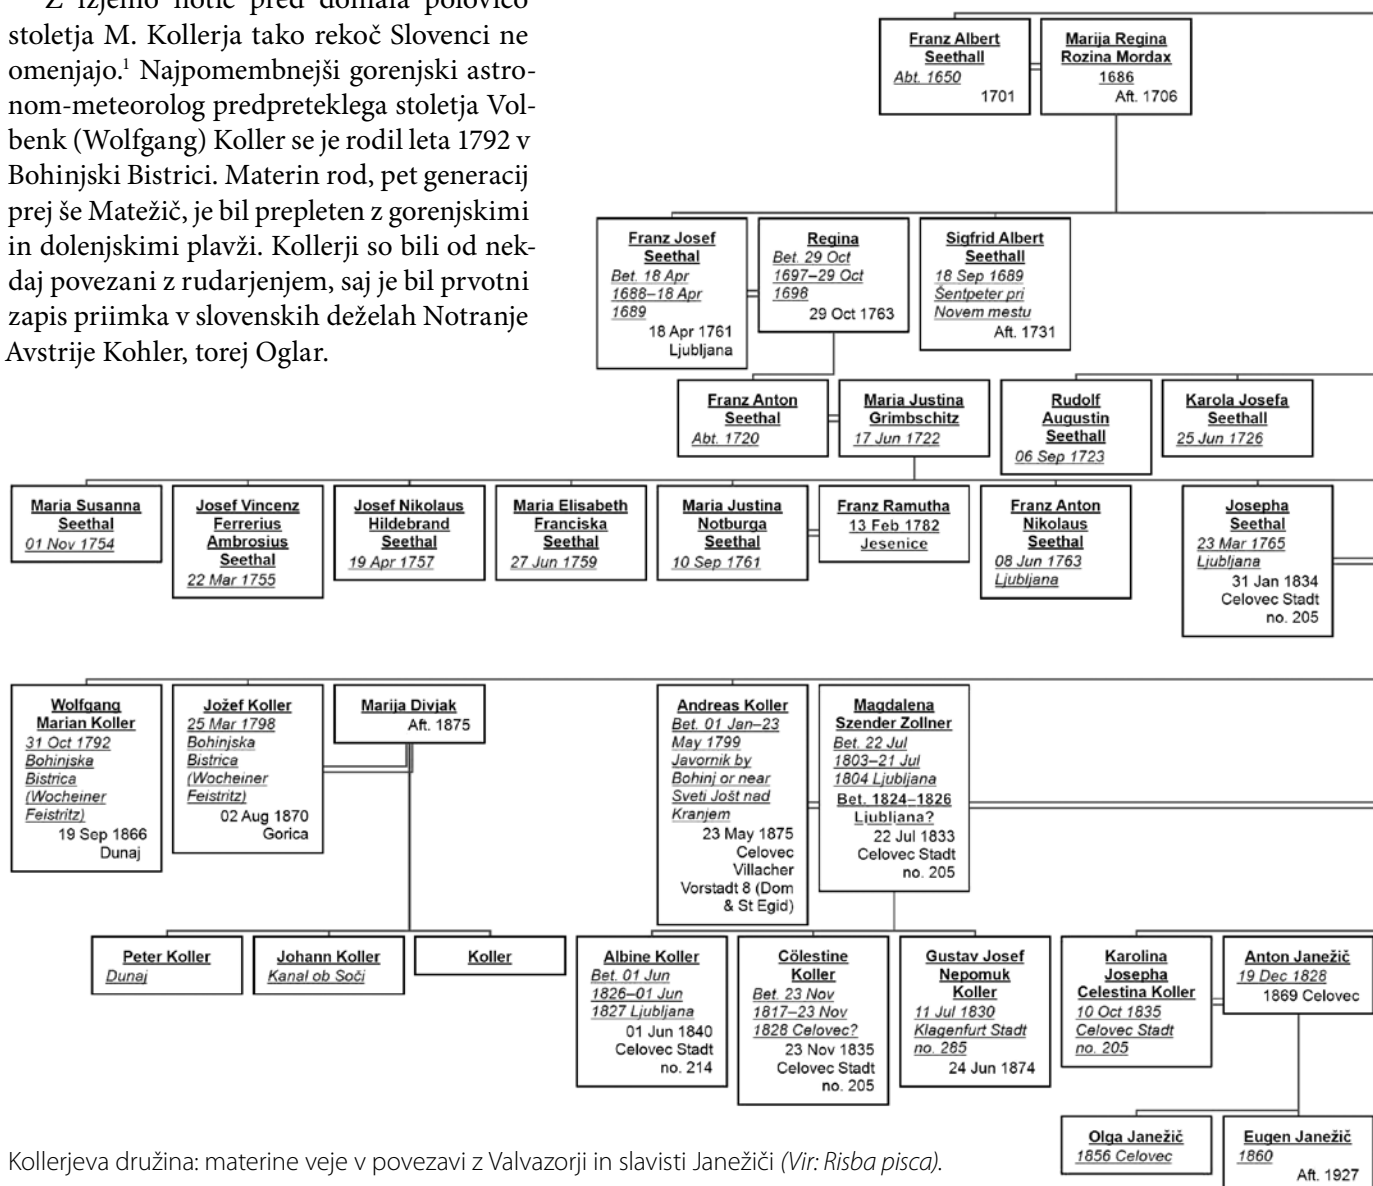 Z izjemo notic pred domala polovico
stoletja M. Kollerja tako rekoč Slovenci ne
omenjajo.1 Najpomembnejši gorenjski astro-
nom-meteorolog predpreteklega stoletja Vol-
benk (Wolfgang) Koller se je rodil leta 1792 v
Bohinjski Bistrici. Materin rod, pet generacij
prej še Matežič, je bil prepleten z gorenjskimi
in dolenjskimi plavži. Kollerji so bili od nek-
daj povezani z rudarjenjem, saj je bil prvotni
zapis priimka v slovenskih deželah Notranje
Avstrije Kohler, torej Oglar.
Franz Albert
Seethall
Abt. 1650
1701
Marija Regina
Rozina Mordax
1686
Aft. 1706
Franz Josef
Seethal
Bet. 18 Apr
1688–18 Apr
1689
18 Apr 1761
Ljubljana
Regina
Bet. 29 Oct
1697–29 Oct
1698
29 Oct 1763
Sigfrid Albert
Seethall
18 Sep 1689
Šentpeter pri
Novem mestu
Aft. 1731
Franz Anton
Seethal
Abt. 1720
Maria Justina
Grimbschitz
17 Jun 1722
Rudolf
Augustin
Seethall
06 Sep 1723
Karola Josefa
Seethall
25 Jun 1726
Maria Susanna
Seethal
01 Nov 1754
Josef Vincenz
Ferrerius
Ambrosius
Seethal
22 Mar 1755
Josef Nikolaus
Hildebrand
Seethal
19 Apr 1757
Maria Elisabeth
Franciska
Seethal
27 Jun 1759
Maria Justina
Notburga
Seethal
10 Sep 1761
Franz Ramutha
13 Feb 1782
Jesenice
Franz Anton
Nikolaus
Seethal
08 Jun 1763
Ljubljana
Josepha
Seethal
23 Mar 1765
Ljubljana
31 Jan 1834
Celovec Stadt
no. 205
Wolfgang
Marian Koller
31 Oct 1792
Bohinjska
Bistrica
(Wocheiner
Feistritz)
19 Sep 1866
Dunaj
Jožef Koller
25 Mar 1798
Bohinjska
Bistrica
(Wocheiner
Feistritz)
02 Aug 1870
Gorica
Marija Divjak
Aft. 1875
Andreas Koller
Bet. 01 Jan–23
May 1799
Javornik by
Bohinj or near
Sveti Jošt nad
Kranjem
23 May 1875
Celovec
Villacher
Vorstadt 8 (Dom
& St Egid)
Magdalena
Szender Zollner
Bet. 22 Jul
1803–21 Jul
1804 Ljubljana
Bet. 1824–1826
Ljubljana?
22 Jul 1833
Celovec Stadt
no. 205
Peter Koller
Dunaj
Johann Koller
Kanal ob Soči
Koller
Albine Koller
Bet. 01 Jun
1826–01 Jun
1827 Ljubljana
01 Jun 1840
Celovec Stadt
no. 214
Cölestine
Koller
Bet. 23 Nov
1817–23 Nov
1828 Celovec?
23 Nov 1835
Celovec Stadt
no. 205
Gustav Josef
Nepomuk
Koller
11 Jul 1830
Klagenfurt Stadt
no. 285
24 Jun 1874
Karolina
Josepha
Celestina Koller
10 Oct 1835
Celovec Stadt
no. 205
Anton Janežič
19 Dec 1828
1869 Celovec
Olga Janežič
1856 Celovec
Eugen Janežič
1860
Aft. 1927
Kollerjeva družina: materine veje v povezavi z Valvazorji in slavisti Janežiči (Vir: Risba pisca).